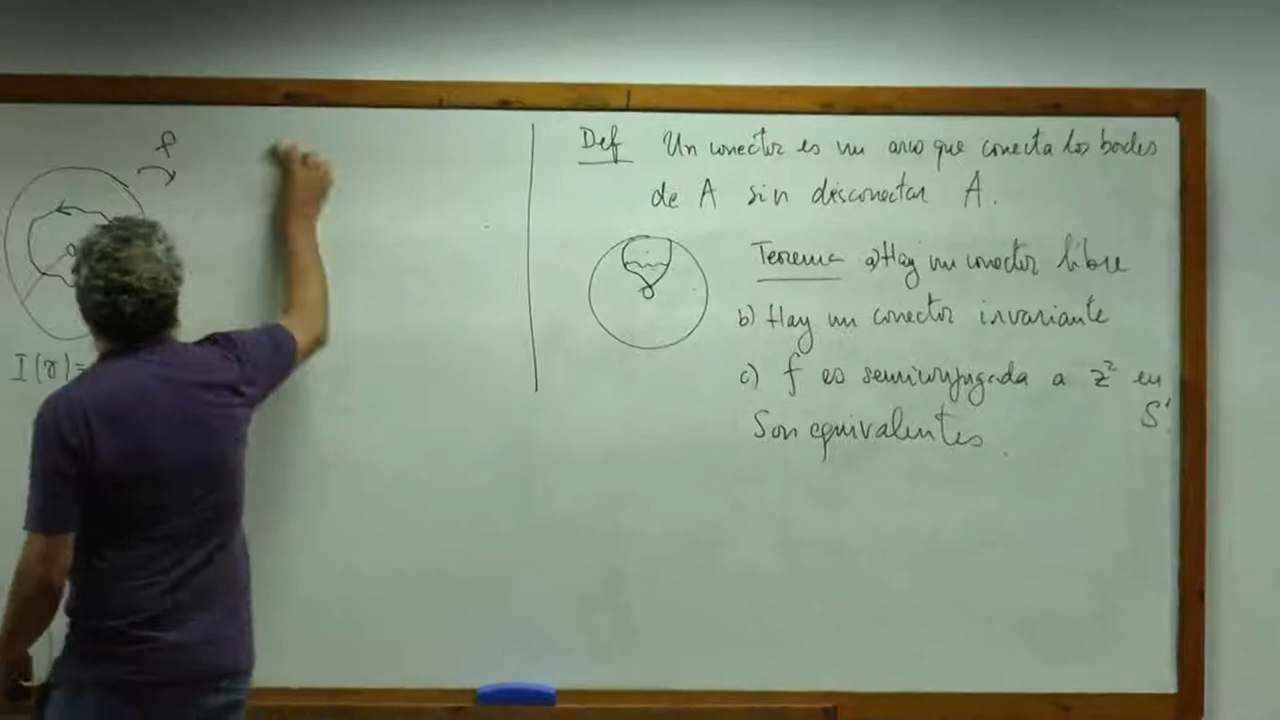 f
I(γ)=
Def Un conector es un arco que conecta los bordes
de A sin disconectar A.
Teorema a) Hay un conector libre
b) Hay un conector invariante
c) f es semiconjugada a z² en
S¹.
Son equivalentes.